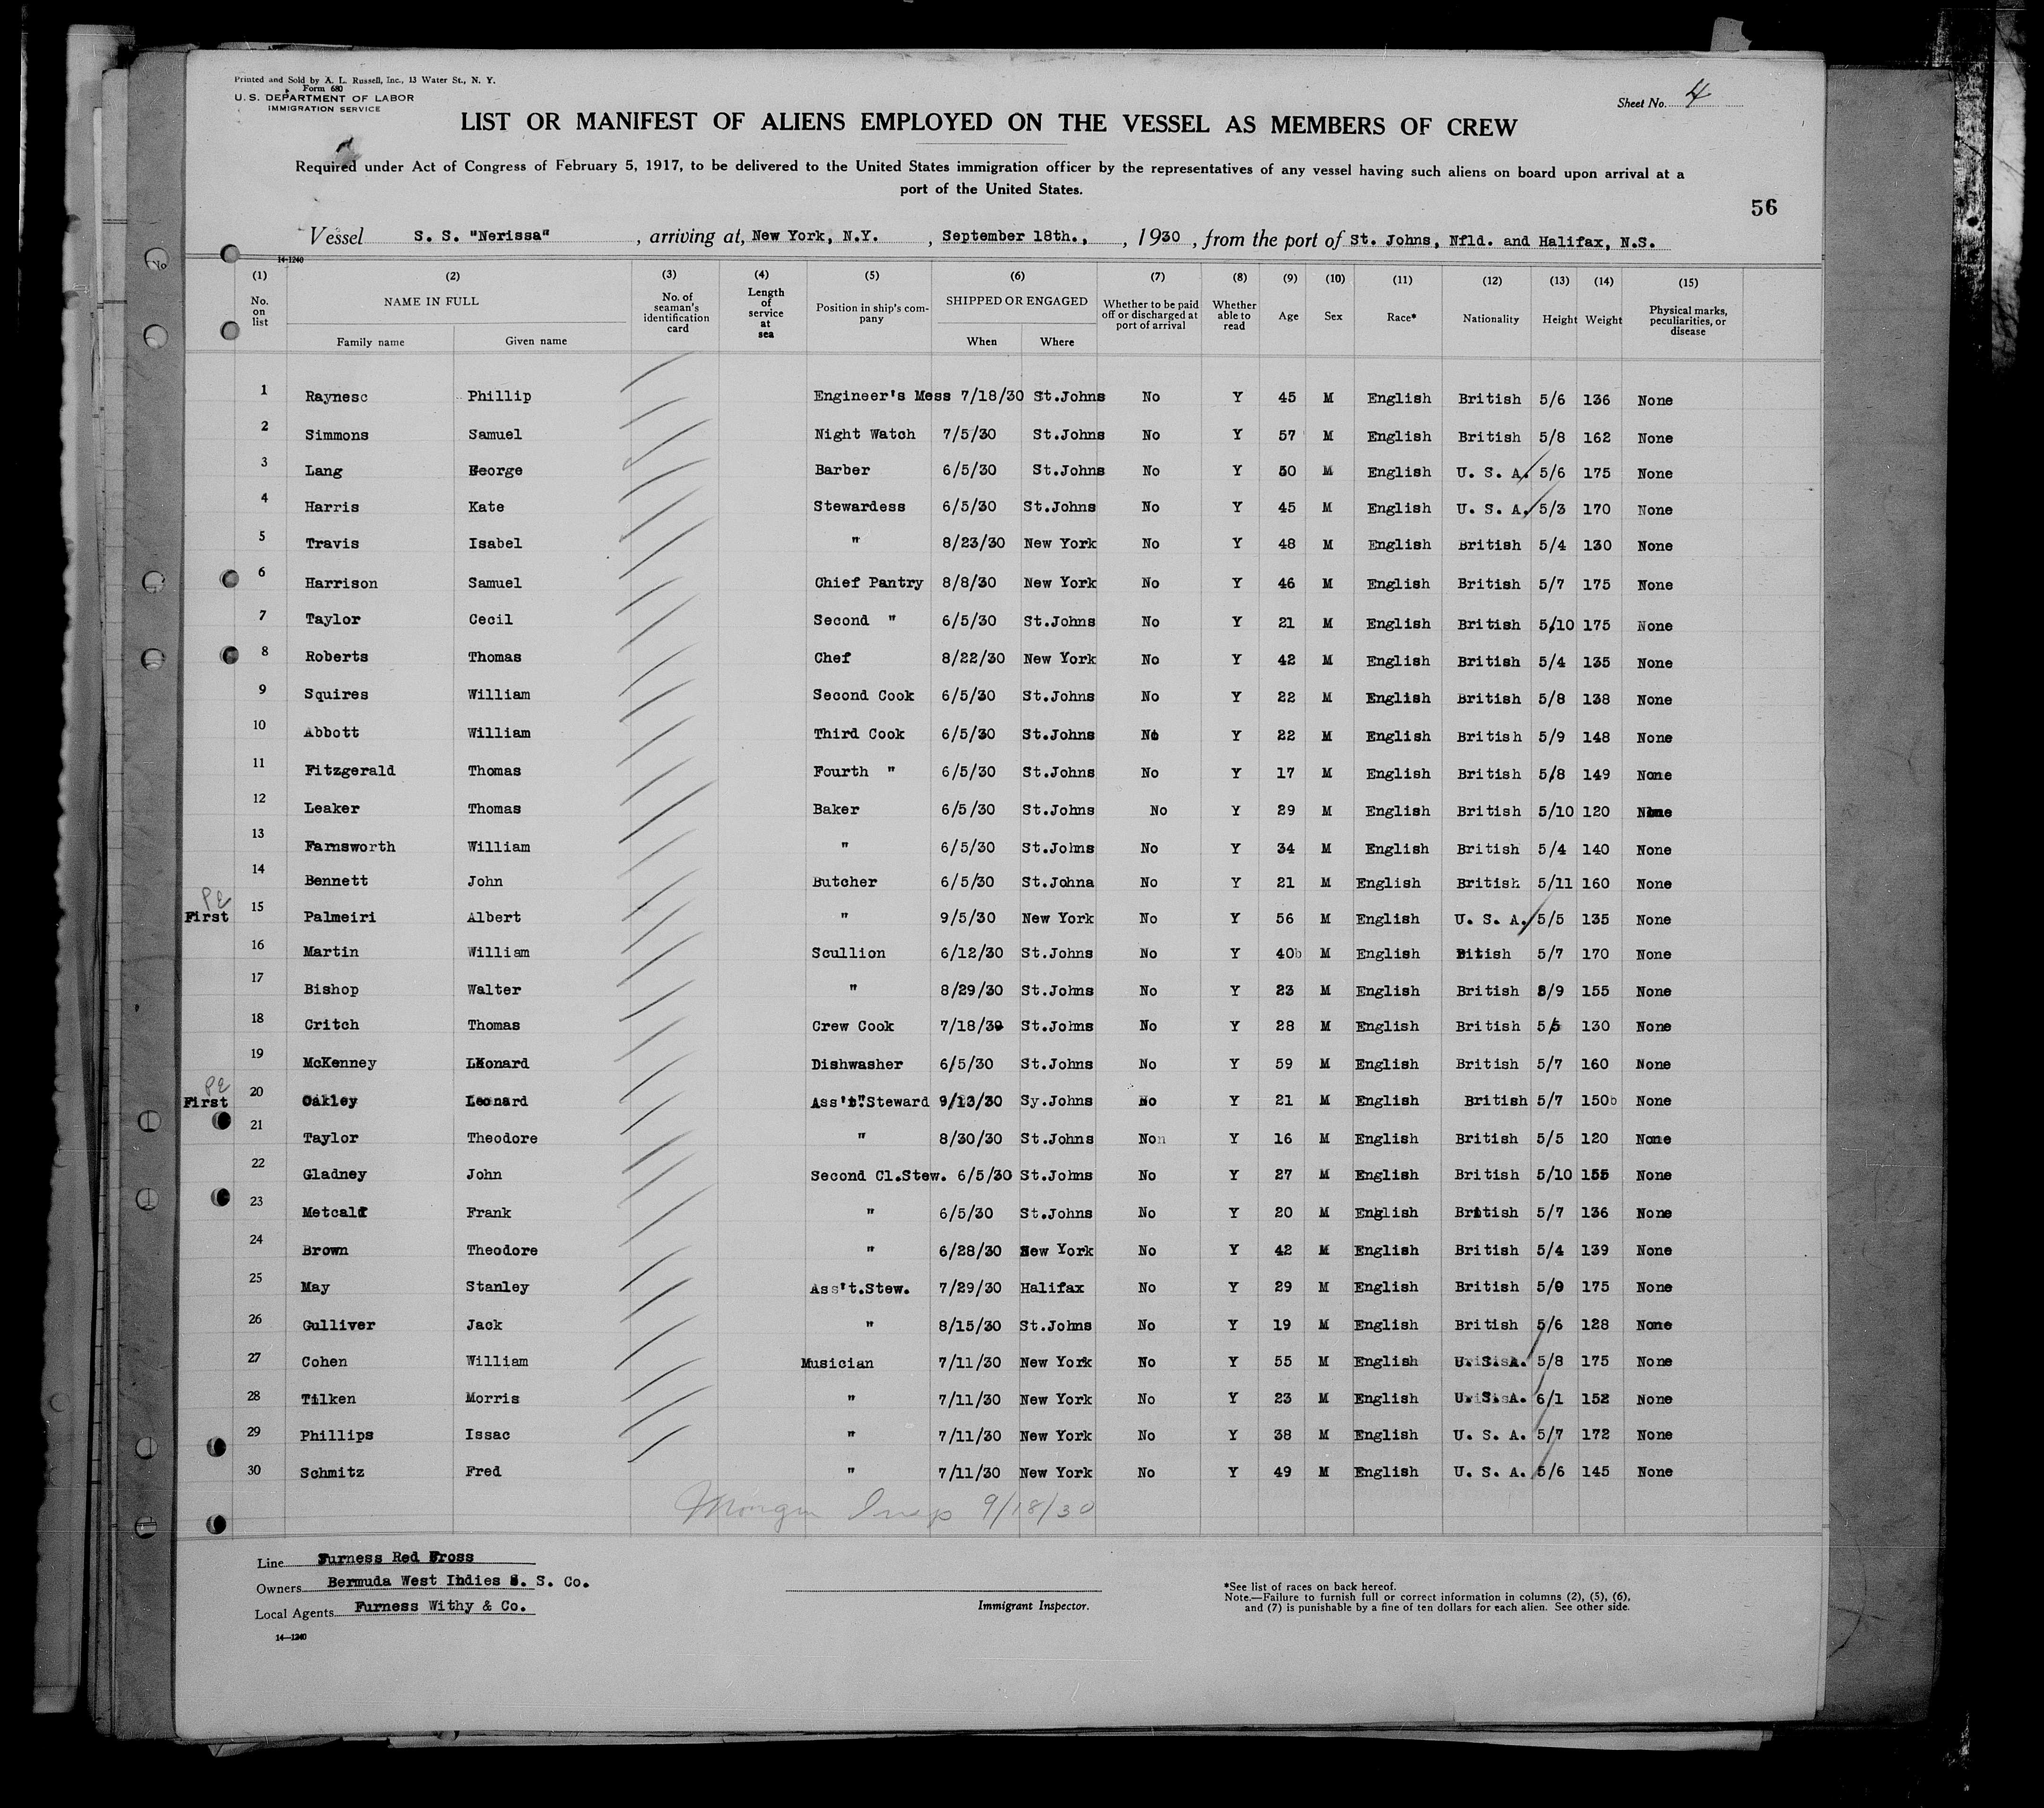 Printed and Sold by A. L. Russell, Inc., 13 Water St., N. Y.
Form 680
U. S. DEPARTMENT OF LABOR
IMMIGRATION SERVICE
Sheet No. 4
LIST OR MANIFEST OF ALIENS EMPLOYED ON THE VESSEL AS MEMBERS OF CREW
Required under Act of Congress of February 5, 1917, to be delivered to the United States immigration officer by the representatives of any vessel having such aliens on board upon arrival at a
port of the United States.
56
Vessel S. S. "Nerissa" , arriving at, New York, N.Y. , September 18th., , 1930 , from the port of St. Johns, Nfld. and Halifax, N.S.
14-1240
(1) (2) (3) (4) (5) (6) (7) (8) (9) (10) (11) (12) (13) (14) (15)
No. on list NAME IN FULL Family name Given name No. of seaman's identification card Length of service at sea Position in ship's company SHIPPED OR ENGAGED When Where Whether to be paid off or discharged at port of arrival Whether able to read Age Sex Race* Nationality Height Weight Physical marks, peculiarities, or disease
1 Raynesc Phillip Engineer's Mess 7/18/30 St.Johns No Y 45 M English British 5/6 136 None
2 Simmons Samuel Night Watch 7/5/30 St.Johns No Y 57 M English British 5/8 162 None
3 Lang George Barber 6/5/30 St.Johns No Y 50 M English U. S. A. 5/6 175 None
4 Harris Kate Stewardess 6/5/30 St.Johns No Y 45 M English U. S. A. 5/3 170 None
5 Travis Isabel " 8/23/30 New York No Y 48 M English British 5/4 130 None
6 Harrison Samuel Chief Pantry 8/8/30 New York No Y 46 M English British 5/7 175 None
7 Taylor Cecil Second " 6/5/30 St.Johns No Y 21 M English British 5/10 175 None
8 Roberts Thomas Chef 8/22/30 New York No Y 42 M English British 5/4 135 None
9 Squires William Second Cook 6/5/30 St.Johns No Y 22 M English British 5/8 138 None
10 Abbott William Third Cook 6/5/30 St.Johns No Y 22 M English British 5/9 148 None
11 Fitzgerald Thomas Fourth " 6/5/30 St.Johns No Y 17 M English British 5/8 149 None
12 Leaker Thomas Baker 6/5/30 St.Johns No Y 29 M English British 5/10 120 None
13 Farnsworth William " 6/5/30 St.Johns No Y 34 M English British 5/4 140 None
14 Bennett John Butcher 6/5/30 St.Johna No Y 21 M English British 5/11 160 None
First 15 Palmeiri Albert " 9/5/30 New York No Y 56 M English U. S. A. 5/5 135 None
16 Martin William Scullion 6/12/30 St.Johns No Y 40b M English Bitish 5/7 170 None
17 Bishop Walter " 8/29/30 St.Johns No Y 23 M English British 5/9 155 None
18 Critch Thomas Crew Cook 7/18/30 St.Johns No Y 28 M English British 5/5 130 None
19 McKenney Leonard Dishwasher 6/5/30 St.Johns No Y 59 M English British 5/7 160 None
First 20 Oakley Leonard Ass't.Steward 9/13/30 Sy.Johns No Y 21 M English British 5/7 150b None
21 Taylor Theodore " 8/30/30 St.Johns Non Y 16 M English British 5/5 120 None
22 Gladney John Second Cl.Stew. 6/5/30 St.Johns No Y 27 M English British 5/10 155 None
23 Metcalf Frank " 6/5/30 St.Johns No Y 20 M English British 5/7 136 None
24 Brown Theodore " 6/28/30 New York No Y 42 M English British 5/4 139 None
25 May Stanley Ass't.Stew. 7/29/30 Halifax No Y 29 M English British 175 None
26 Gulliver Jack " 8/15/30 St.Johns No Y 19 M English British 5/6 128 None
27 Cohen William Musician 7/11/30 New York No Y 55 M English U. S. A. 5/8 175 None
28 Tilken Morris " 7/11/30 New York No Y 23 M English U. S. A. 6/1 152 None
29 Phillips Issac " 7/11/30 New York No Y 38 M English U. S. A. 5/7 172 None
30 Schmitz Fred " 7/11/30 New York No Y 49 M English U. S. A. 5/6 145 None
Insp 9/18/30
Line Furness Red Cross
Owners Bermuda West Indies S. S. Co.
Local Agents Furness Withy & Co.
14—1240
Immigrant Inspector.
*See list of races on back hereof.
Note.—Failure to furnish full or correct information in columns (2), (5), (6),
and (7) is punishable by a fine of ten dollars for each alien. See other side.